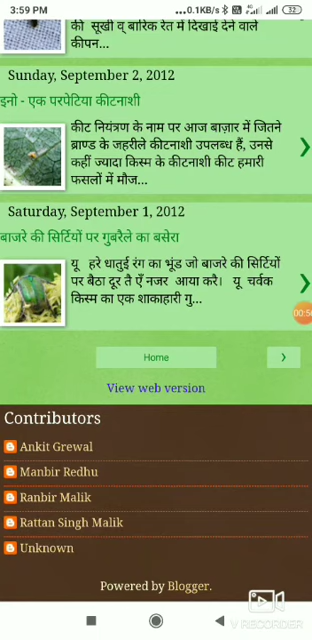 3:59 PM
...0.1KB/s
32
की सूखी व् बारिक रेत में दिखाई देने वाले
कीपन...
Sunday, September 2, 2012
इनो - एक परपेटिया कीटनाशी
कीट नियंत्रण के नाम पर आज बाज़ार में जितने
ब्राण्ड के जहरीले कीटनाशी उपलब्ध हैं, उनसे
कहीं ज्यादा किस्म के कीटनाशी कीट हमारी
फसलों में मौज...
Saturday, September 1, 2012
बाजरे की सिर्टियों पर गुबरैले का बसेरा
यू हरे धातुई रंग का भूंड जो बाजरे की सिर्टियों
पर बैठा दूर तै एँ नजर आया करै। यू चर्वक
किस्म का एक शाकाहारी गु...
Home
View web version
Contributors
Ankit Grewal
Manbir Redhu
Ranbir Malik
Rattan Singh Malik
Unknown
Powered by Blogger.
V RECORDER